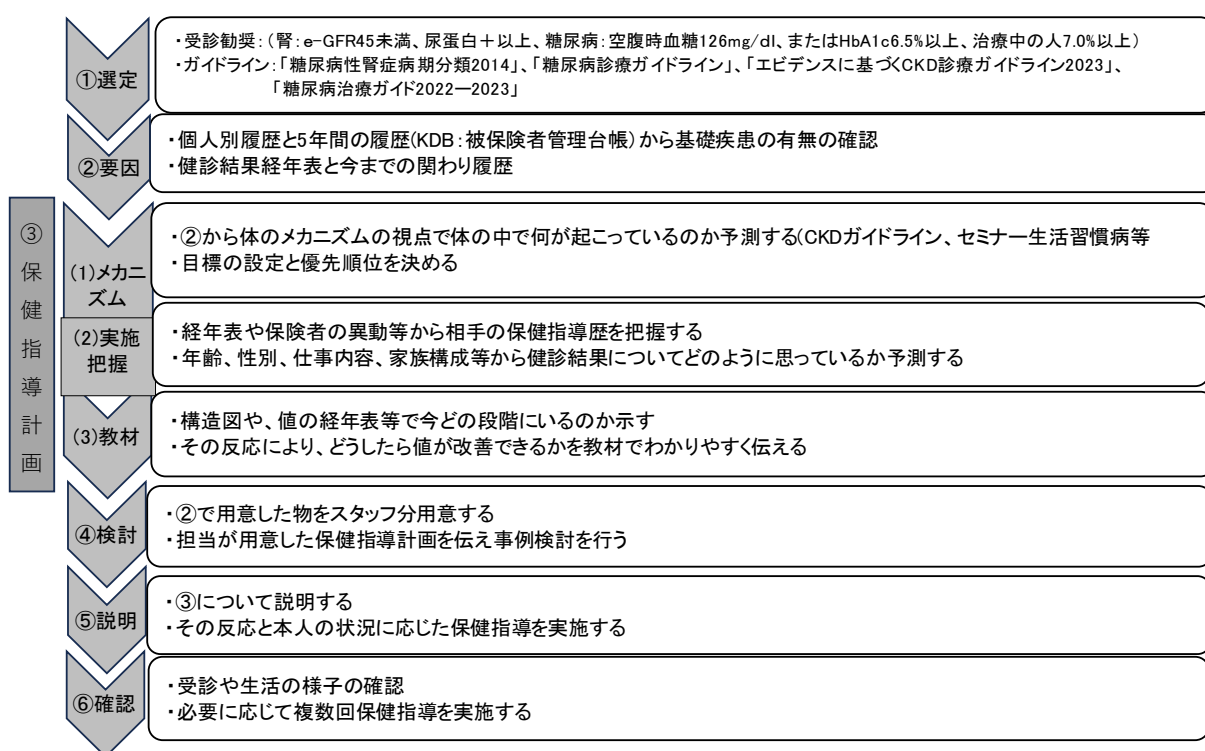 ①選定
・受診勧奨：（腎：e-GFR45未満、尿蛋白＋以上、糖尿病：空腹時血糖126mg/dl、またはHbA1c6.5%以上、治療中の人7.0%以上）
・ガイドライン：「糖尿病性腎症病期分類2014」、「糖尿病診療ガイドライン」、「エビデンスに基づくCKD診療ガイドライン2023」、
「糖尿病治療ガイド2022ー2023」
②要因
・個人別履歴と5年間の履歴(KDB：被保険者管理台帳）から基礎疾患の有無の確認
・健診結果経年表と今までの関わり履歴
③保健指導計画
(1)メカニ
ズム
・②から体のメカニズムの視点で体の中で何が起こっているのか予測する(CKDガイドライン、セミナー生活習慣病等
・目標の設定と優先順位を決める
(2)実施
把握
・経年表や保険者の異動等から相手の保健指導歴を把握する
・年齢、性別、仕事内容、家族構成等から健診結果についてどのように思っているか予測する
(3)教材
・構造図や、値の経年表等で今どの段階にいるのか示す
・その反応により、どうしたら値が改善できるかを教材でわかりやすく伝える
④検討
・②で用意した物をスタッフ分用意する
・担当が用意した保健指導計画を伝え事例検討を行う
⑤説明
・③について説明する
・その反応と本人の状況に応じた保健指導を実施する
⑥確認
・受診や生活の様子の確認
・必要に応じて複数回保健指導を実施する